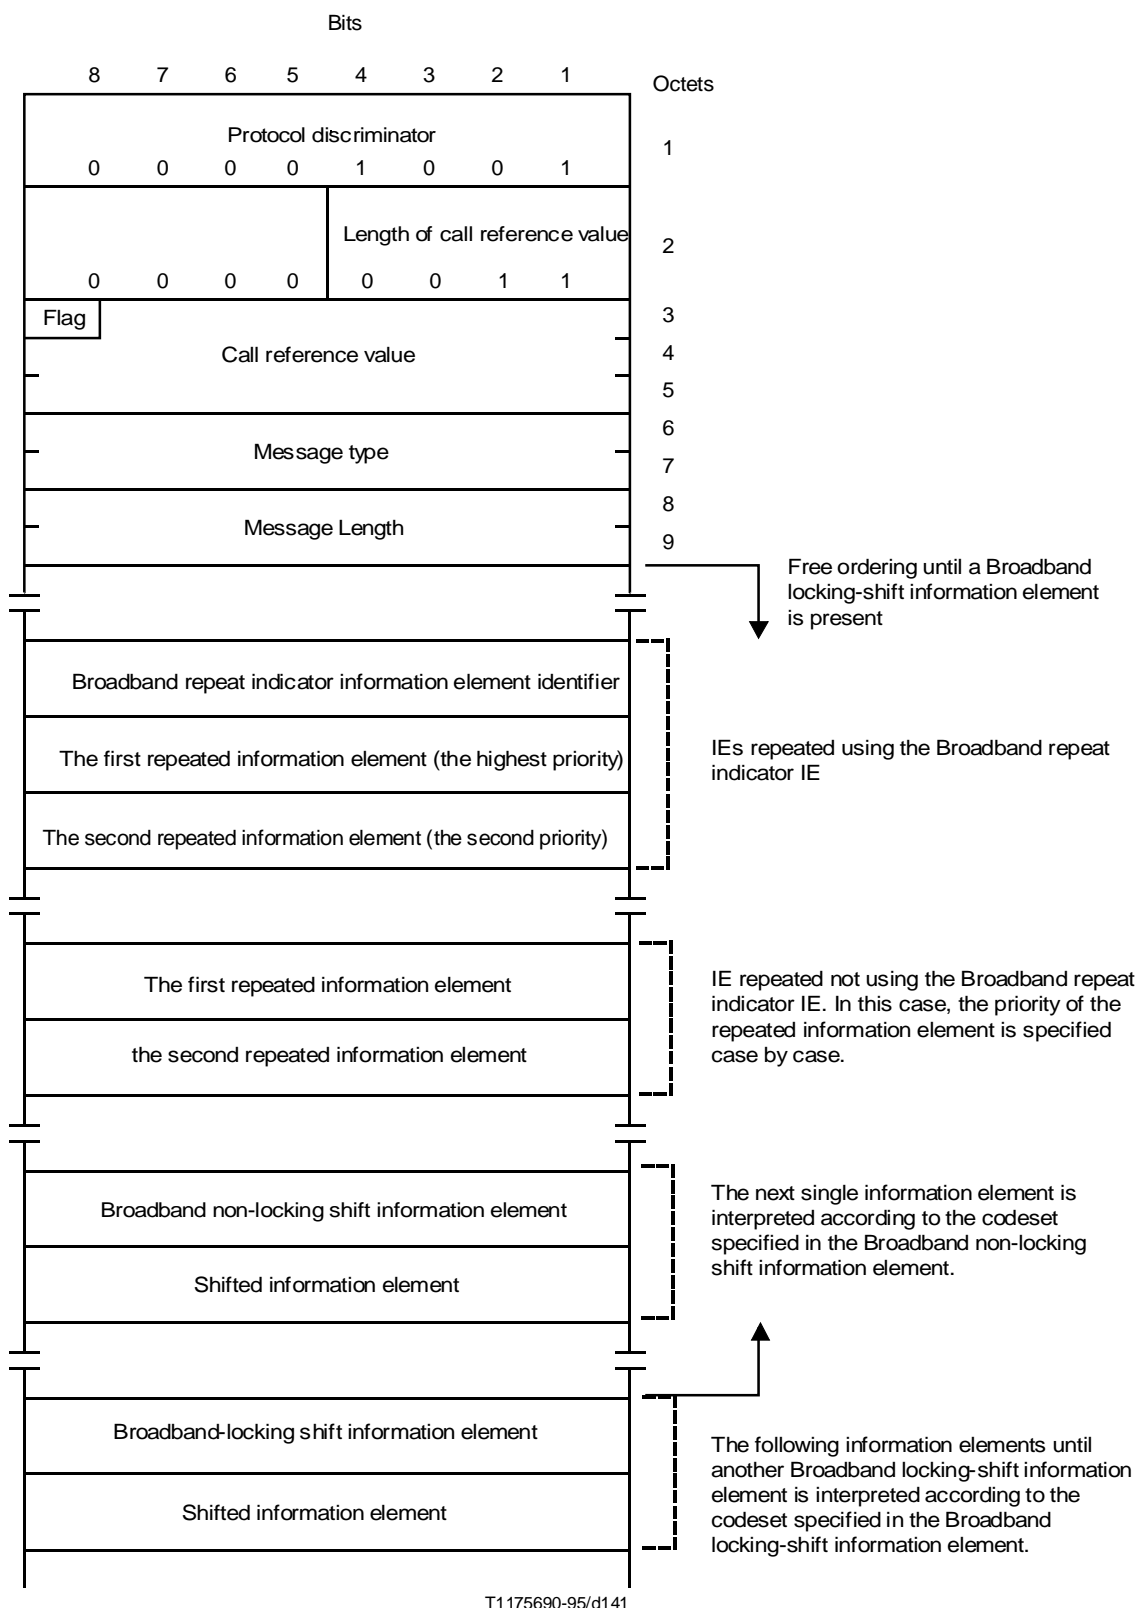 Bits
8 7 6 5 4 3 2 1
Octets
Protocol discriminator
1
0 0 0 0 1 0 0 1
Length of call reference value
2
0 0 0 0 0 0 1 1
Flag
3
Call reference value
4
5
6
Message type
7
8
Message Length
9
Free ordering until a Broadband
locking-shift information element
is present
Broadband repeat indicator information element identifier
The first repeated information element (the highest priority)
The second repeated information element (the second priority)
IEs repeated using the Broadband repeat
indicator IE
The first repeated information element
the second repeated information element
IE repeated not using the Broadband repeat
indicator IE. In this case, the priority of the
repeated information element is specified
case by case.
Broadband non-locking shift information element
Shifted information element
The next single information element is
interpreted according to the codeset
specified in the Broadband non-locking
shift information element.
Broadband-locking shift information element
Shifted information element
The following information elements until
another Broadband locking-shift information
element is interpreted according to the
codeset specified in the Broadband
locking-shift information element.
T1175690-95/d141